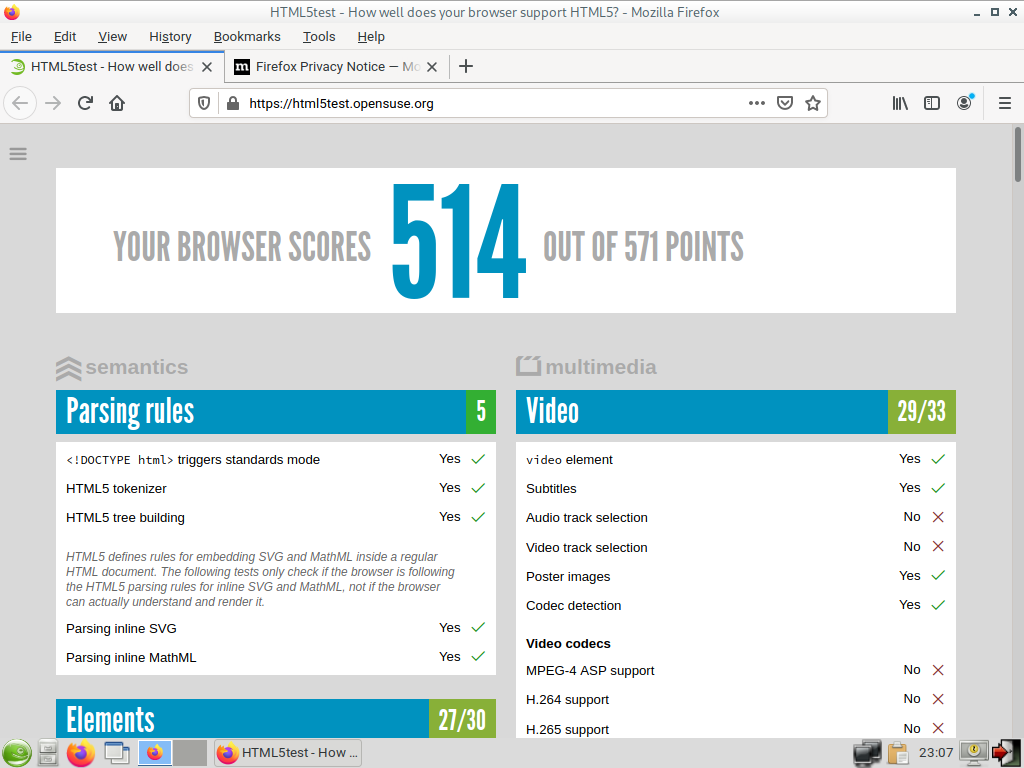 HTML5test - How well does your browser support HTML5? - Mozilla Firefox
File Edit View History Bookmarks Tools Help
HTML5test - How well does
m Firefox Privacy Notice — Mo
https://html5test.opensuse.org
YOUR BROWSER SCORES 514 OUT OF 571 POINTS
semantics
Parsing rules 5
<!DOCTYPE html> triggers standards mode Yes
HTML5 tokenizer Yes
HTML5 tree building Yes
HTML5 defines rules for embedding SVG and MathML inside a regular
HTML document. The following tests only check if the browser is following
the HTML5 parsing rules for inline SVG and MathML, not if the browser
can actually understand and render it.
Parsing inline SVG Yes
Parsing inline MathML Yes
Elements 27/30
multimedia
Video 29/33
video element Yes
Subtitles Yes
Audio track selection No
Video track selection No
Poster images Yes
Codec detection Yes
Video codecs
MPEG-4 ASP support No
H.264 support No
H.265 support No
HTML5test - How ...
23:07